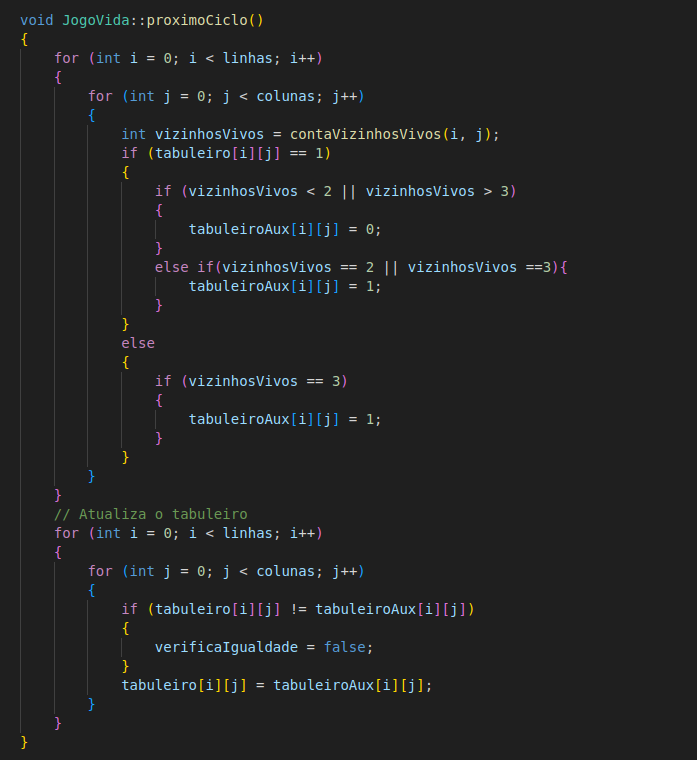 void JogoVida::proximoCiclo()
{
    for (int i = 0; i < linhas; i++)
    {
        for (int j = 0; j < colunas; j++)
        {
            int vizinhosVivos = contaVizinhosVivos(i, j);
            if (tabuleiro[i][j] == 1)
            {
                if (vizinhosVivos < 2 || vizinhosVivos > 3)
                {
                    tabuleiroAux[i][j] = 0;
                }
                else if(vizinhosVivos == 2 || vizinhosVivos ==3){
                    tabuleiroAux[i][j] = 1;
                }
            }
            else
            {
                if (vizinhosVivos == 3)
                {
                    tabuleiroAux[i][j] = 1;
                }
            }
        }
    }
    // Atualiza o tabuleiro
    for (int i = 0; i < linhas; i++)
    {
        for (int j = 0; j < colunas; j++)
        {
            if (tabuleiro[i][j] != tabuleiroAux[i][j])
            {
                verificaIgualdade = false;
            }
            tabuleiro[i][j] = tabuleiroAux[i][j];
        }
    }
}